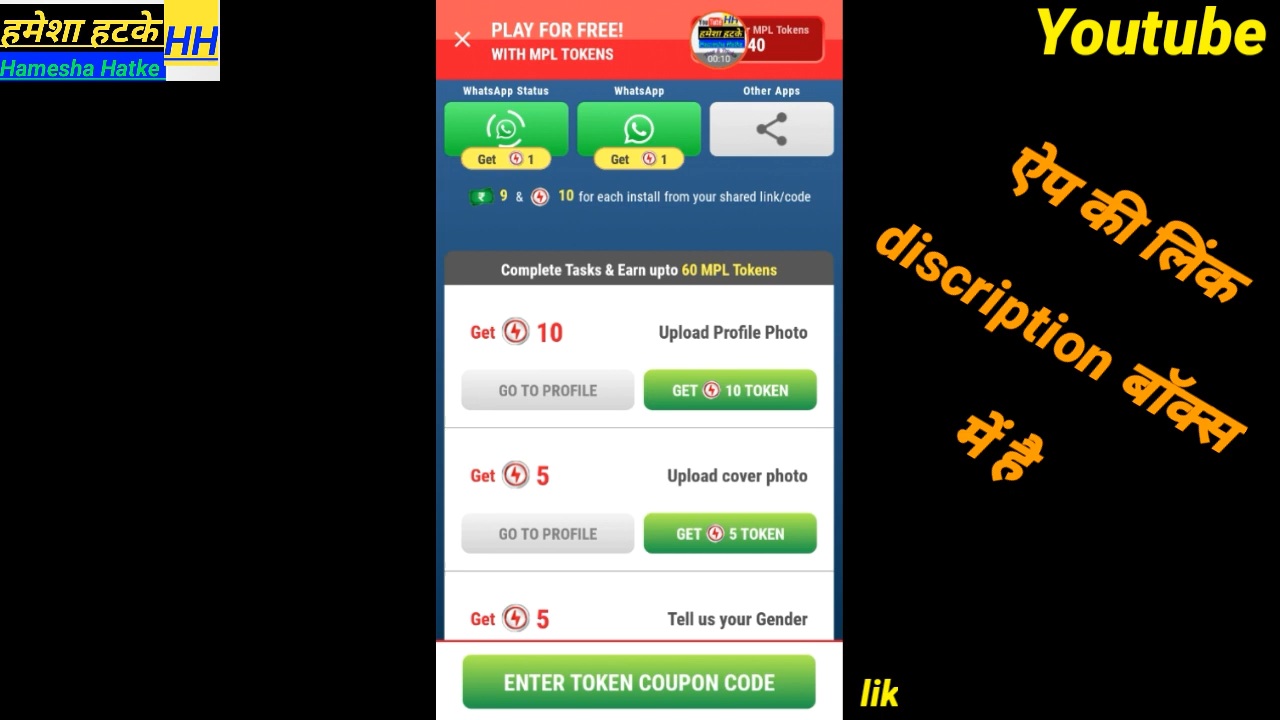 हमेशा हटके
HH
Hamesha Hatke
PLAY FOR FREE!
WITH MPL TOKENS
YouTube HH
हमेशा हटके
00:10
r MPL Tokens
40
Youtube
WhatsApp Status
WhatsApp
Other Apps
Get 1
Get 1
₹ 9 & 10 for each install from your shared link/code
ऐप की लिंक
discription बॉक्स
में है
Complete Tasks & Earn upto 60 MPL Tokens
Get 10
Upload Profile Photo
GO TO PROFILE
GET 10 TOKEN
Get 5
Upload cover photo
GO TO PROFILE
GET 5 TOKEN
Get 5
Tell us your Gender
ENTER TOKEN COUPON CODE
lik